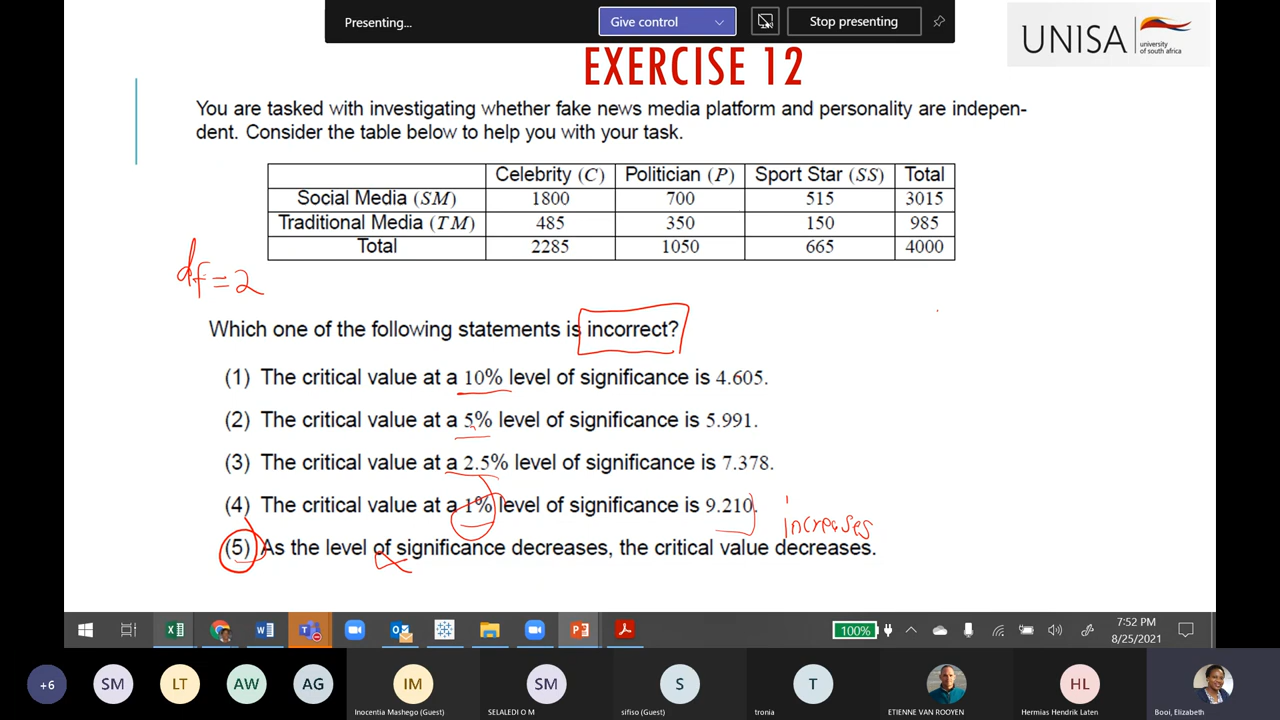 Presenting...
Give control
Stop presenting
UNISA
university
of south africa
EXERCISE 12
You are tasked with investigating whether fake news media platform and personality are indepen-
dent. Consider the table below to help you with your task.
Celebrity (C) Politician (P) Sport Star (SS) Total
Social Media (SM) 1800 700 515 3015
Traditional Media (TM) 485 350 150 985
Total 2285 1050 665 4000
df = 2
Which one of the following statements is incorrect?
(1) The critical value at a 10% level of significance is 4.605.
(2) The critical value at a 5% level of significance is 5.991.
(3) The critical value at a 2.5% level of significance is 7.378.
(4) The critical value at a 1% level of significance is 9.210.
increases
(5) As the level of significance decreases, the critical value decreases.
α
100%
7:52 PM
8/25/2021
+6 SM LT AW AG IM SM S T HL
Inocentia Mashego (Guest) SELALEDI O M sifiso (Guest) tronia ETIENNE VAN ROOYEN Hermias Hendrik Laten Booi, Elizabeth